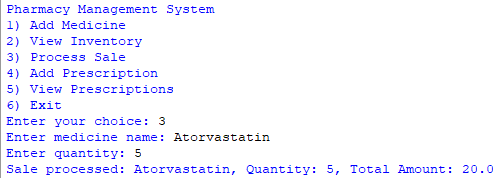 Pharmacy Management System
1) Add Medicine
2) View Inventory
3) Process Sale
4) Add Prescription
5) View Prescriptions
6) Exit
Enter your choice: 3
Enter medicine name: Atorvastatin
Enter quantity: 5
Sale processed: Atorvastatin, Quantity: 5, Total Amount: 20.0